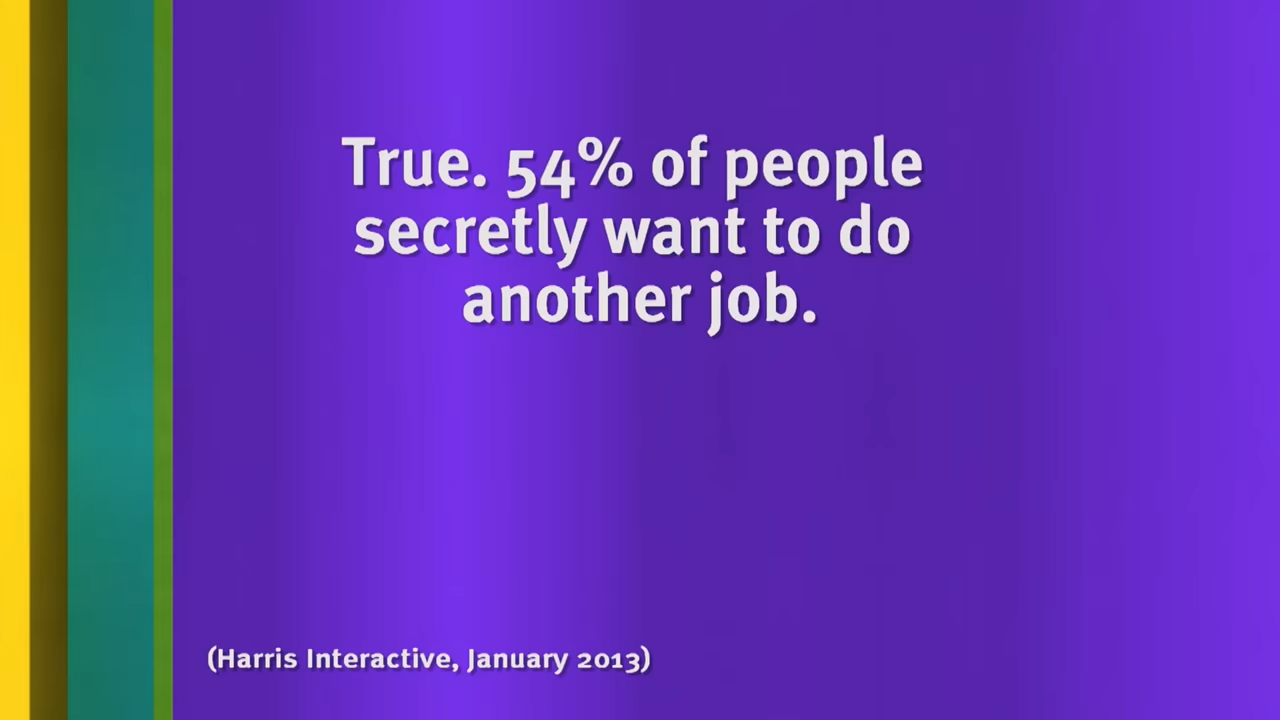 True. 54% of people
secretly want to do
another job.
(Harris Interactive, January 2013)